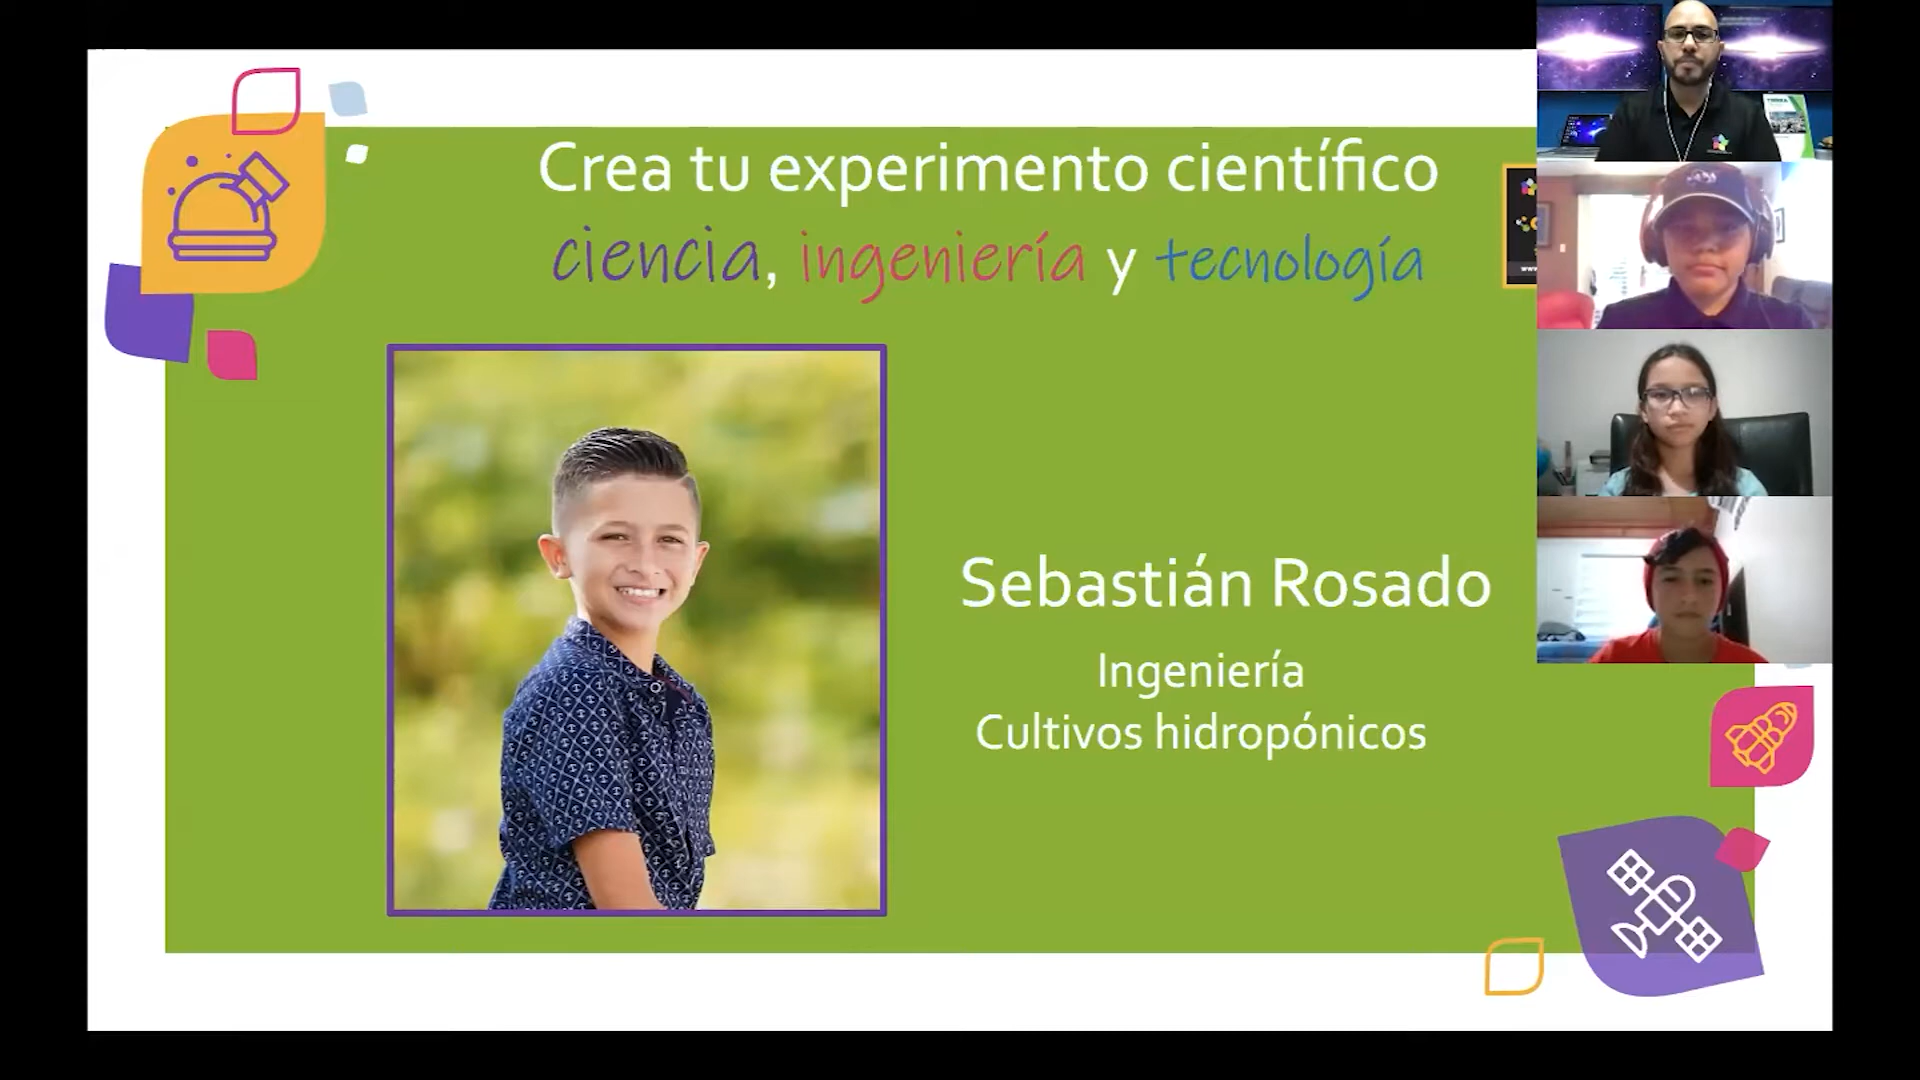 Crea tu experimento científico
ciencia, ingeniería y tecnología
Sebastián Rosado
Ingeniería
Cultivos hidropónicos